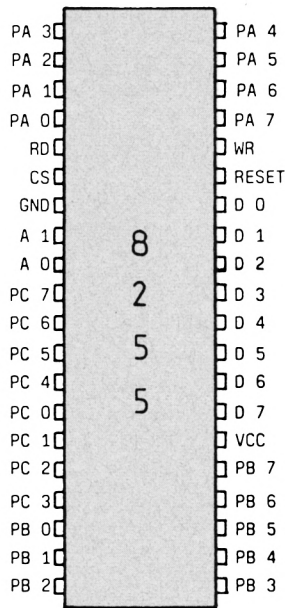 PA 3 PA 4
PA 2 PA 5
PA 1 PA 6
PA 0 PA 7
RD WR
CS RESET
GND D 0
A 1 D 1
A 0 D 2
PC 7 D 3
PC 6 D 4
PC 5 D 5
PC 4 D 6
PC 0 D 7
PC 1 VCC
PC 2 PB 7
PC 3 PB 6
PB 0 PB 5
PB 1 PB 4
PB 2 PB 3
8
2
5
5